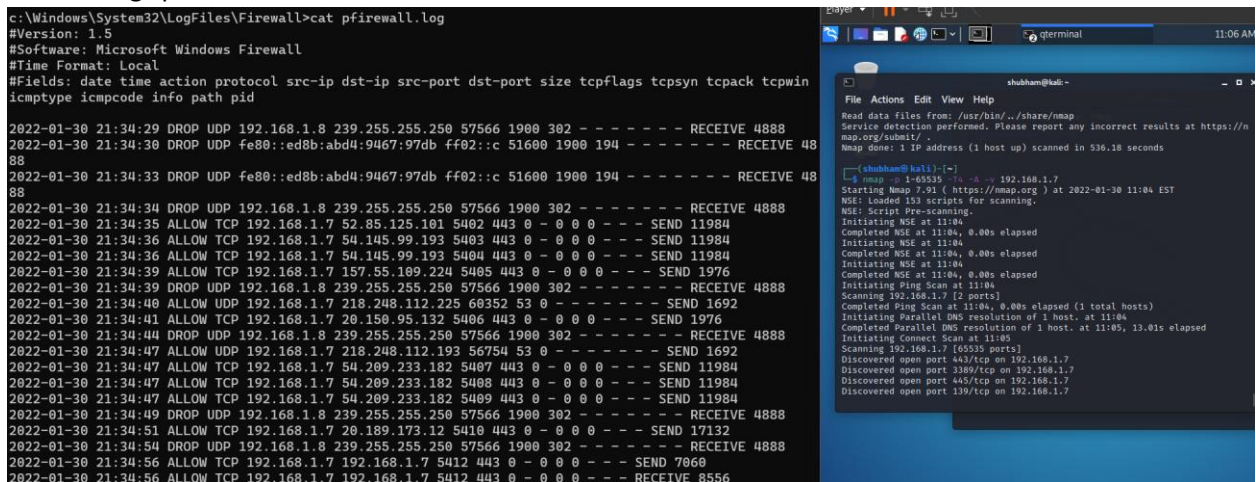 c:\Windows\System32\LogFiles\Firewall>cat pfirewall.log
#Version: 1.5
#Software: Microsoft Windows Firewall
#Time Format: Local
#Fields: date time action protocol src-ip dst-ip src-port dst-port size tcpflags tcpsyn tcpack tcpwin
icmptype icmpcode info path pid
2022-01-30 21:34:29 DROP UDP 192.168.1.8 239.255.255.250 57566 1900 302 - - - - - - - RECEIVE 4888
2022-01-30 21:34:30 DROP UDP fe80::ed8b:abd4:9467:97db ff02::c 51600 1900 194 - - - - - - - RECEIVE 48
88
2022-01-30 21:34:33 DROP UDP fe80::ed8b:abd4:9467:97db ff02::c 51600 1900 194 - - - - - - - RECEIVE 48
88
2022-01-30 21:34:34 DROP UDP 192.168.1.8 239.255.255.250 57566 1900 302 - - - - - - - RECEIVE 4888
2022-01-30 21:34:35 ALLOW TCP 192.168.1.7 52.85.125.101 5402 443 0 - 0 0 0 - - - SEND 11984
2022-01-30 21:34:36 ALLOW TCP 192.168.1.7 54.145.99.193 5403 443 0 - 0 0 0 - - - SEND 11984
2022-01-30 21:34:36 ALLOW TCP 192.168.1.7 54.145.99.193 5404 443 0 - 0 0 0 - - - SEND 11984
2022-01-30 21:34:39 ALLOW TCP 192.168.1.7 157.55.109.224 5405 443 0 - 0 0 0 - - - SEND 1976
2022-01-30 21:34:39 DROP UDP 192.168.1.8 239.255.255.250 57566 1900 302 - - - - - - - RECEIVE 4888
2022-01-30 21:34:40 ALLOW UDP 192.168.1.7 218.248.112.225 60352 53 0 - - - - - - - SEND 1692
2022-01-30 21:34:41 ALLOW TCP 192.168.1.7 20.150.95.132 5406 443 0 - 0 0 0 - - - SEND 1976
2022-01-30 21:34:44 DROP UDP 192.168.1.8 239.255.255.250 57566 1900 302 - - - - - - - RECEIVE 4888
2022-01-30 21:34:47 ALLOW UDP 192.168.1.7 218.248.112.193 56754 53 0 - - - - - - - SEND 1692
2022-01-30 21:34:47 ALLOW TCP 192.168.1.7 54.209.233.182 5407 443 0 - 0 0 0 - - - SEND 11984
2022-01-30 21:34:47 ALLOW TCP 192.168.1.7 54.209.233.182 5408 443 0 - 0 0 0 - - - SEND 11984
2022-01-30 21:34:47 ALLOW TCP 192.168.1.7 54.209.233.182 5409 443 0 - 0 0 0 - - - SEND 11984
2022-01-30 21:34:49 DROP UDP 192.168.1.8 239.255.255.250 57566 1900 302 - - - - - - - RECEIVE 4888
2022-01-30 21:34:51 ALLOW TCP 192.168.1.7 20.189.173.12 5410 443 0 - 0 0 0 - - - SEND 17132
2022-01-30 21:34:54 DROP UDP 192.168.1.8 239.255.255.250 57566 1900 302 - - - - - - - RECEIVE 4888
2022-01-30 21:34:56 ALLOW TCP 192.168.1.7 192.168.1.7 5412 443 0 - 0 0 0 - - - SEND 7060
2022-01-30 21:34:56 ALLOW TCP 192.168.1.7 192.168.1.7 5412 443 0 - 0 0 0 - - - RECEIVE 8556
Player
qterminal
11:06 AM
shubham@kali: ~
File Actions Edit View Help
Read data files from: /usr/bin/../share/nmap
Service detection performed. Please report any incorrect results at https://n
map.org/submit/ .
Nmap done: 1 IP address (1 host up) scanned in 536.18 seconds
(shubham㉿kali)-[~]
$ nmap -p 1-65535 -T4 -A -v 192.168.1.7
Starting Nmap 7.91 ( https://nmap.org ) at 2022-01-30 11:04 EST
NSE: Loaded 153 scripts for scanning.
NSE: Script Pre-scanning.
Initiating NSE at 11:04
Completed NSE at 11:04, 0.00s elapsed
Initiating NSE at 11:04
Completed NSE at 11:04, 0.00s elapsed
Initiating NSE at 11:04
Completed NSE at 11:04, 0.00s elapsed
Initiating Ping Scan at 11:04
Scanning 192.168.1.7 [2 ports]
Completed Ping Scan at 11:04, 0.00s elapsed (1 total hosts)
Initiating Parallel DNS resolution of 1 host. at 11:04
Completed Parallel DNS resolution of 1 host. at 11:05, 13.01s elapsed
Initiating Connect Scan at 11:05
Scanning 192.168.1.7 [65535 ports]
Discovered open port 443/tcp on 192.168.1.7
Discovered open port 3389/tcp on 192.168.1.7
Discovered open port 445/tcp on 192.168.1.7
Discovered open port 139/tcp on 192.168.1.7